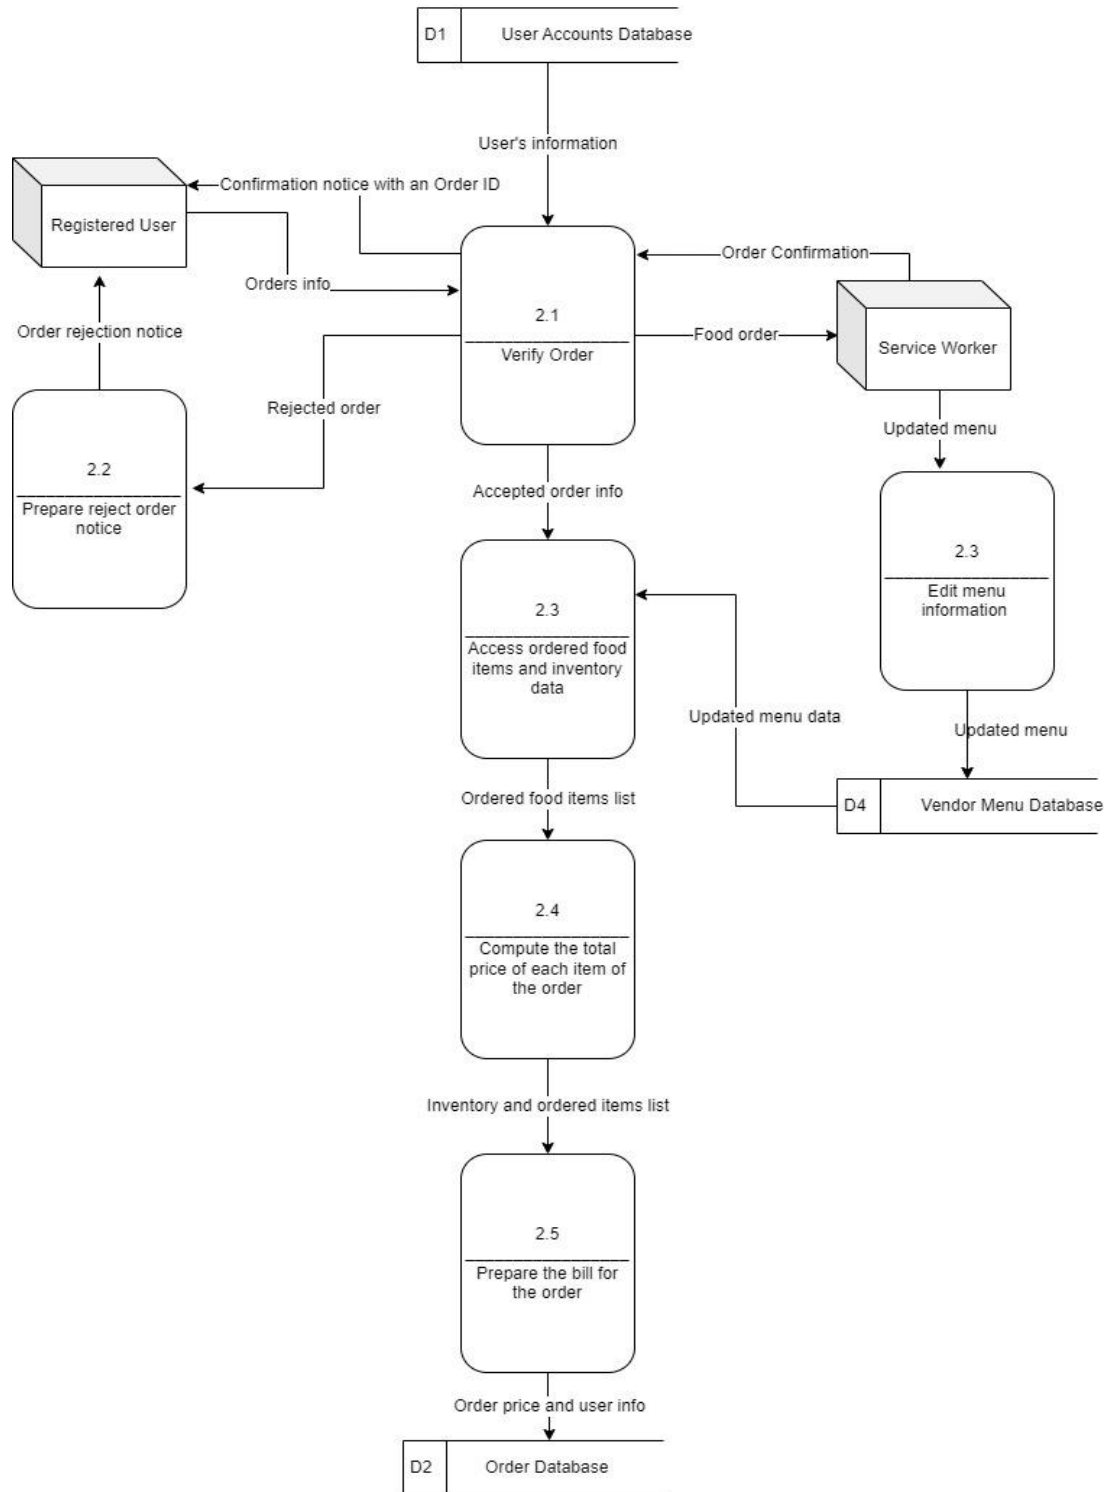 D1
User Accounts Database
User's information
Confirmation notice with an Order ID
Registered User
Order Confirmation
Orders info
2.1
Verify Order
Food order
Service Worker
Order rejection notice
Rejected order
Updated menu
2.2
Prepare reject order
notice
Accepted order info
2.3
Edit menu
information
2.3
Access ordered food
items and inventory
data
Updated menu data
Updated menu
Ordered food items list
D4
Vendor Menu Database
2.4
Compute the total
price of each item of
the order
Inventory and ordered items list
2.5
Prepare the bill for
the order
Order price and user info
D2
Order Database